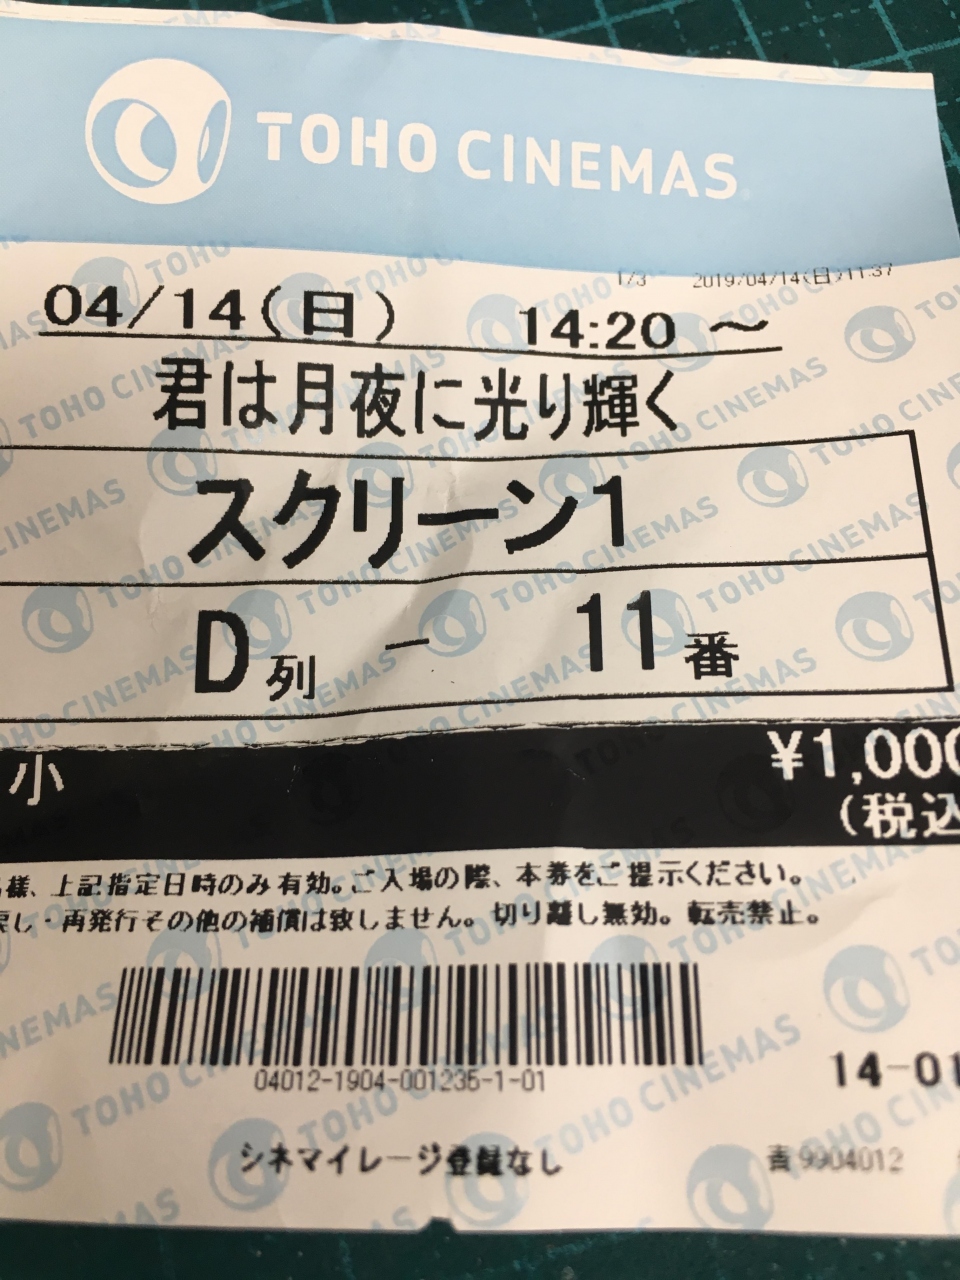 TOHO CINEMAS
1/3 2019/04/14(日)11:37
04/14(日) 14:20 ～
君は月夜に光り輝く
スクリーン1
D列 － 11番
小 ¥1,000
(税込
様、上記指定日時のみ有効。ご入場の際、本券をご提示ください。
戻し・再発行その他の補償は致しません。切り離し無効。転売禁止。
04012-1904-001235-1-01
14-01
シネマイレージ登録なし
9904012